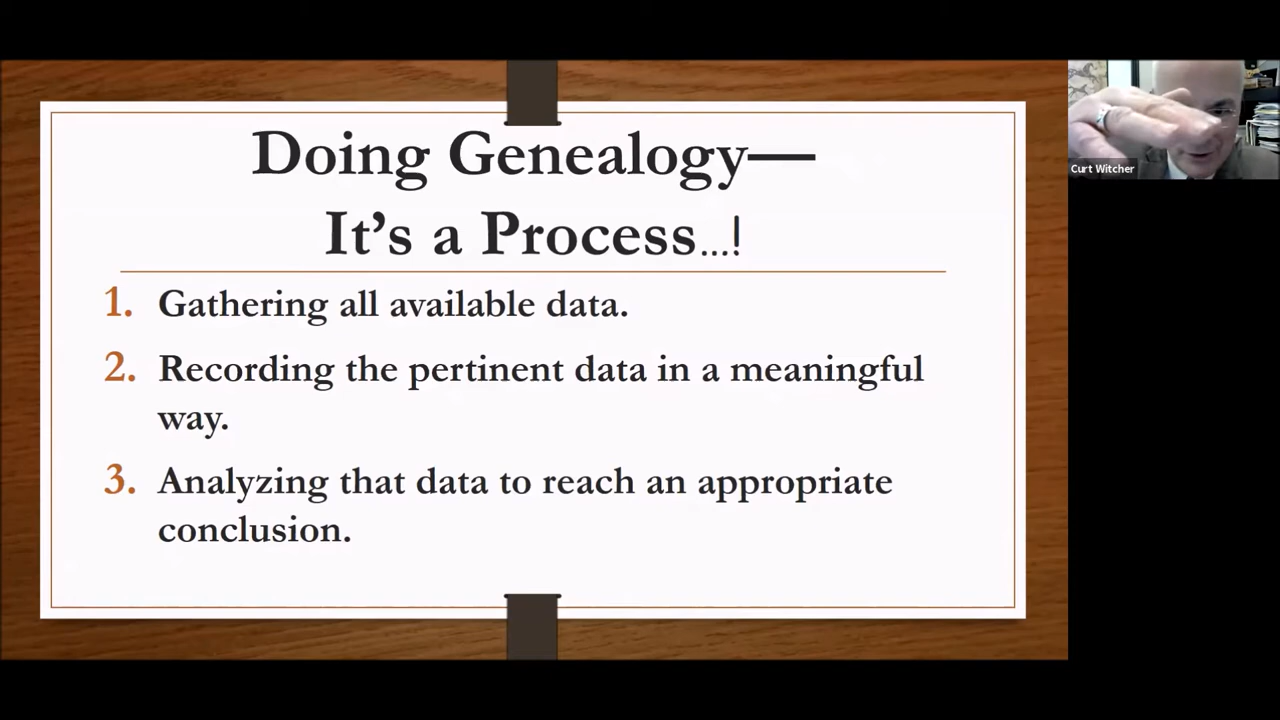 Doing Genealogy—
It’s a Process...!
1. Gathering all available data.
2. Recording the pertinent data in a meaningful
way.
3. Analyzing that data to reach an appropriate
conclusion.
Curt Witcher